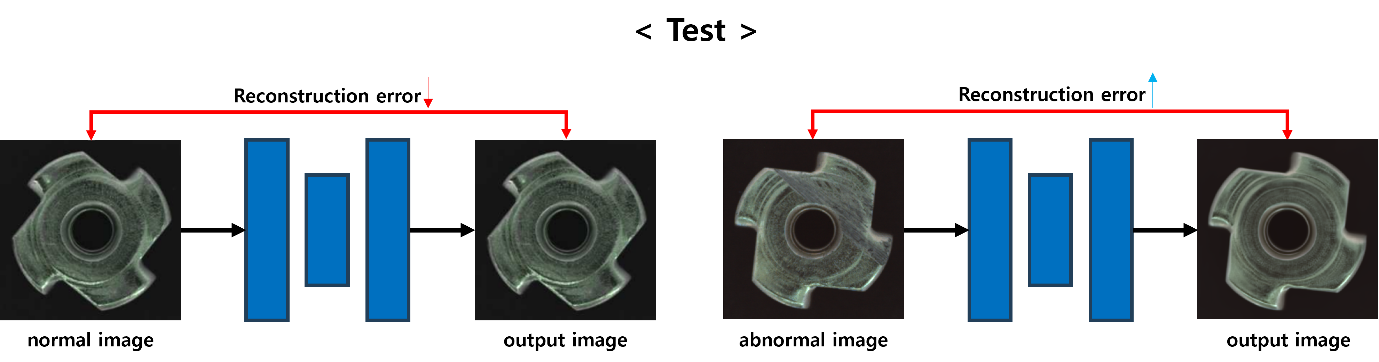 < Test >
Reconstruction error
Reconstruction error
normal image
output image
abnormal image
output image